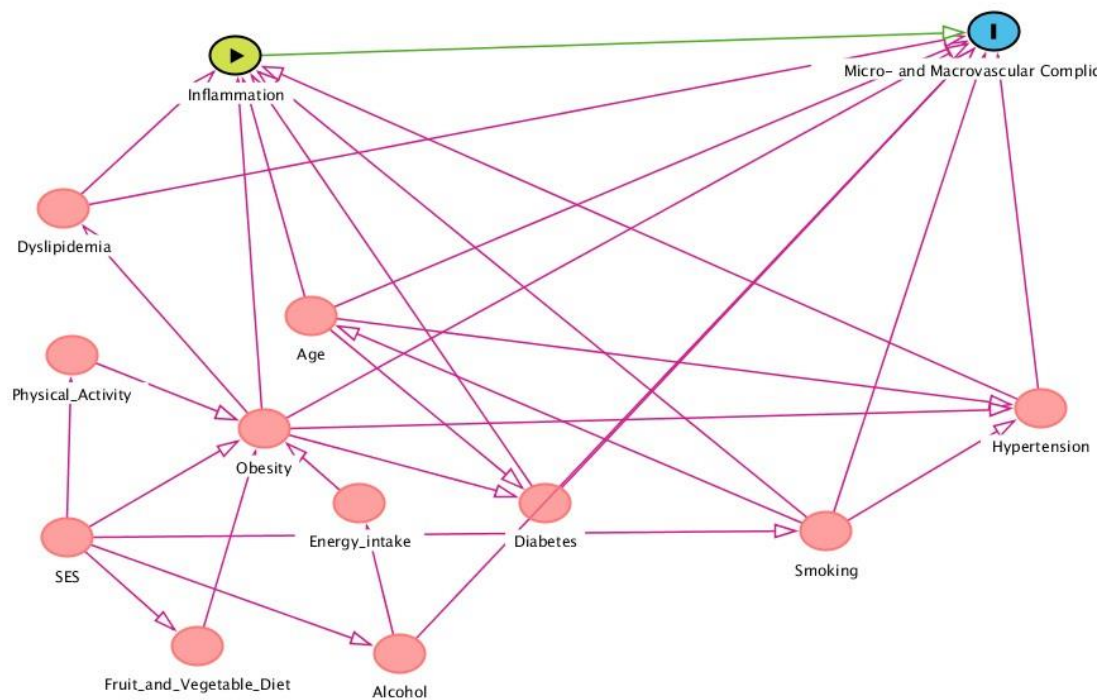 Micro- and Macrovascular Complic
Inflammation
Dyslipidemia
Age
Physical_Activity
Obesity
Hypertension
Energy_intake
Diabetes
SES
Smoking
Fruit_and_Vegetable_Diet
Alcohol